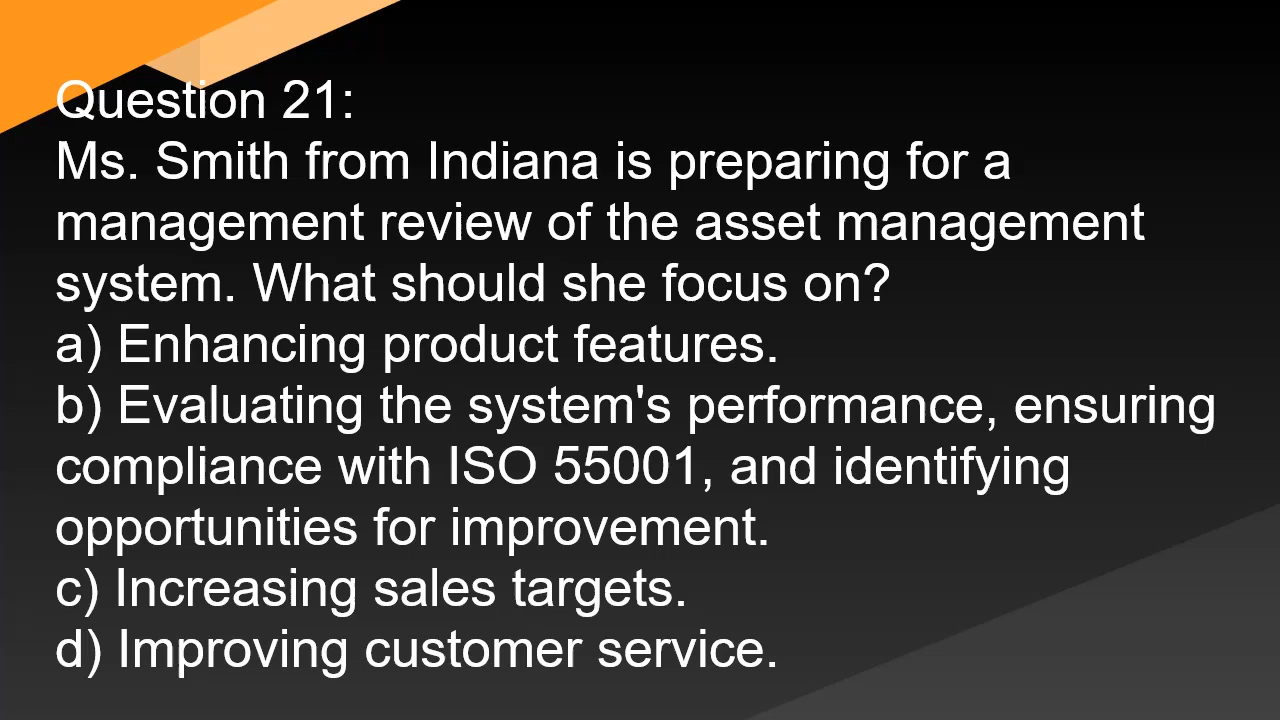 Question 21:
Ms. Smith from Indiana is preparing for a
management review of the asset management
system. What should she focus on?
a) Enhancing product features.
b) Evaluating the system's performance, ensuring
compliance with ISO 55001, and identifying
opportunities for improvement.
c) Increasing sales targets.
d) Improving customer service.